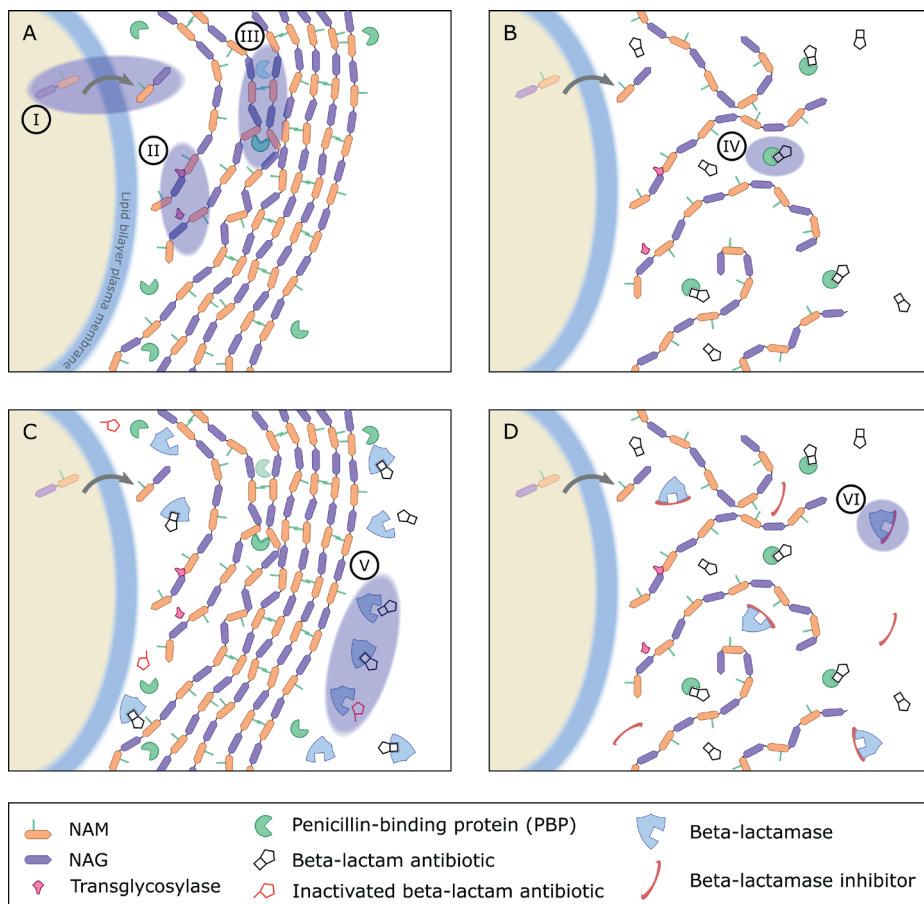 A
B
III
I
II
IV
Lipid bilayer plasma membrane
C
D
VI
V
NAM
NAG
Transglycosylase
Penicillin-binding protein (PBP)
Beta-lactam antibiotic
Inactivated beta-lactam antibiotic
Beta-lactamase
Beta-lactamase inhibitor